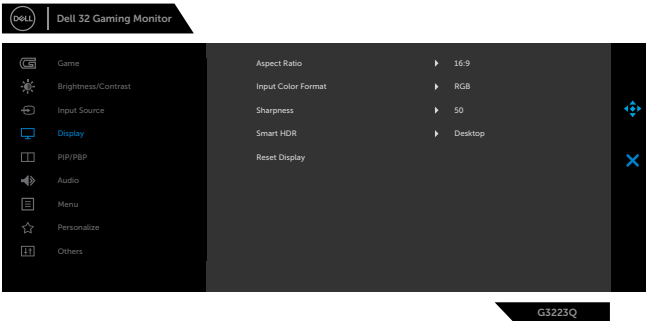 DELL
Dell 32 Gaming Monitor
Game
Aspect Ratio 16:9
Brightness/Contrast
Input Color Format RGB
Input Source
Sharpness 50
Display
Smart HDR Desktop
PIP/PBP
Reset Display
Audio
Menu
Personalize
Others
G3223Q